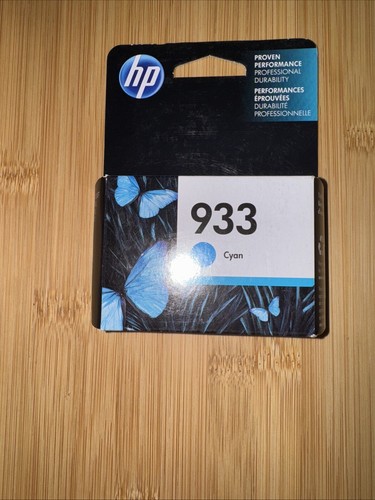 hp
PROVEN
PERFORMANCE
PROFESSIONAL
DURABILITY
PERFORMANCES
ÉPROUVÉES
DURABILITÉ
PROFESSIONNELLE
933
Cyan